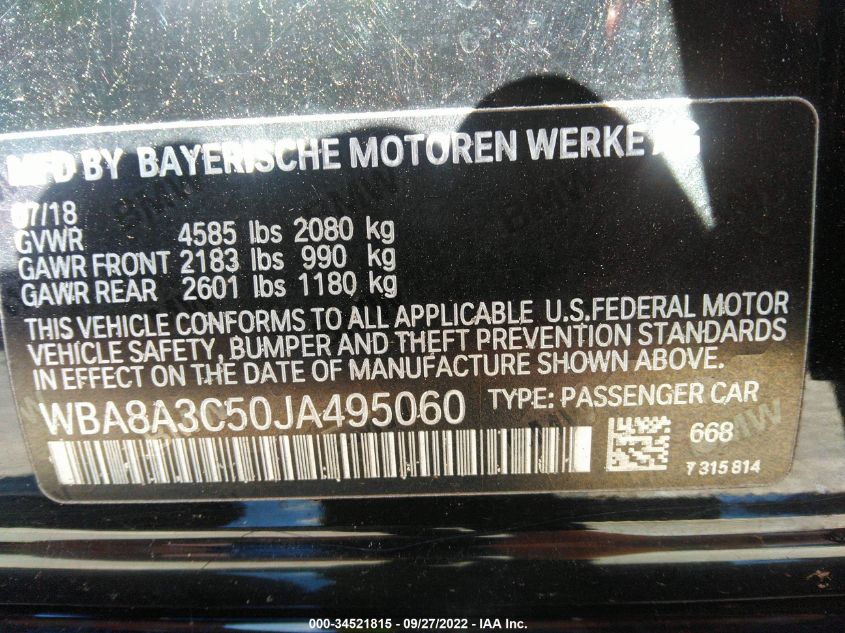 MFD BY BAYERISCHE MOTOREN WERKE AG
07/18
GVWR 4585 lbs 2080 kg
GAWR FRONT 2183 lbs 990 kg
GAWR REAR 2601 lbs 1180 kg
THIS VEHICLE CONFORMS TO ALL APPLICABLE U.S.FEDERAL MOTOR
VEHICLE SAFETY, BUMPER AND THEFT PREVENTION STANDARDS
IN EFFECT ON THE DATE OF MANUFACTURE SHOWN ABOVE.
WBA8A3C50JA495060 TYPE: PASSENGER CAR
668
7 315 814
000-34521815 - 09/27/2022 - IAA Inc.